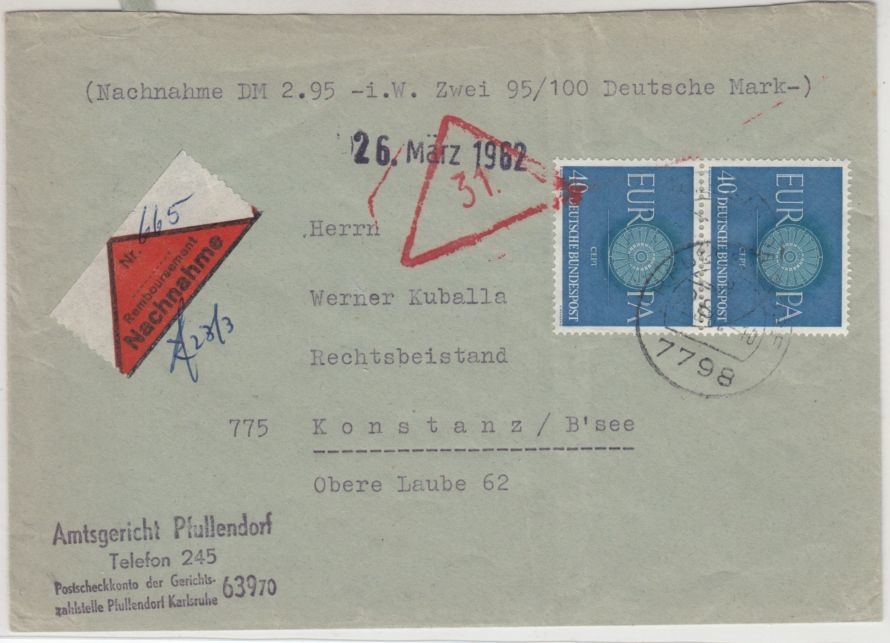 (Nachnahme DM 2.95 -i.W. Zwei 95/100 Deutsche Mark-)
26. März 1962
31.
Nr. 665
Remboursement
Nachnahme
28/3
40 DEUTSCHE BUNDESPOST
CEPT
EUROPA
40 DEUTSCHE BUNDESPOST
CEPT
EUROPA
7798
Herrn
Werner Kuballa
Rechtsbeistand
775 Konstanz/B'see
Obere Laube 62
Amtsgericht Pfullendorf
Telefon 245
Postscheckkonto der Gerichts-
zahlstelle Pfullendorf Karlsruhe 63970